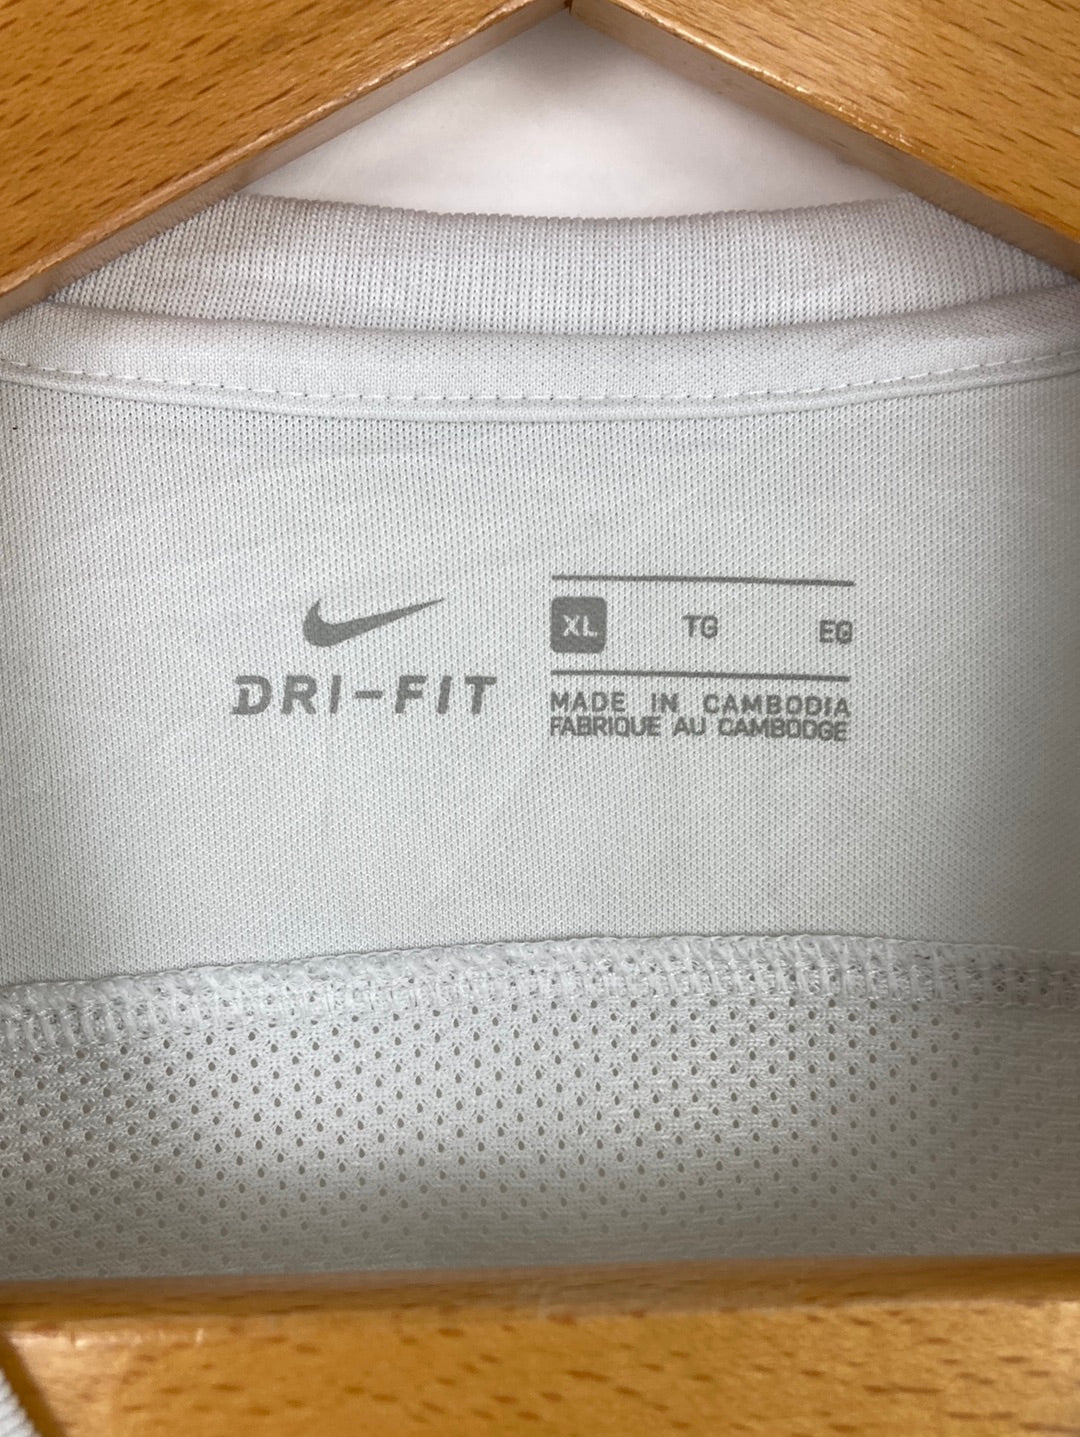 DRI-FIT
XL TG EG
MADE IN CAMBODIA
FABRIQUE AU CAMBODGE